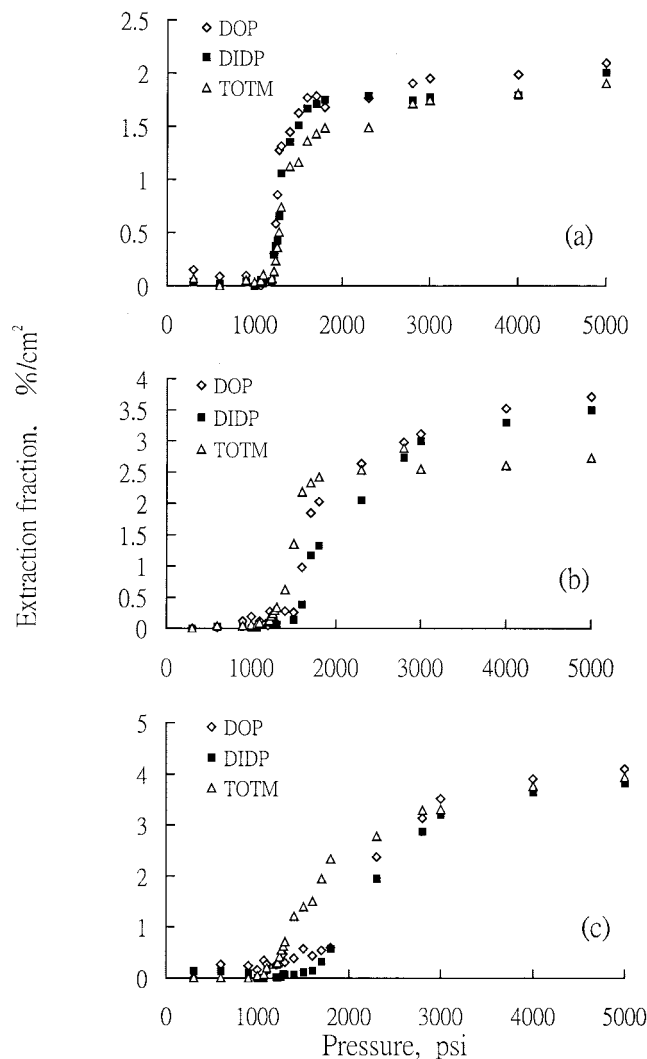 DOP
DIDP
TOTM
2.5
2
1.5
1
0.5
0
(a)
0 1000 2000 3000 4000 5000
Extraction fraction. %/cm²
DOP
DIDP
TOTM
4
3.5
3
2.5
2
1.5
1
0.5
0
(b)
0 1000 2000 3000 4000 5000
DOP
DIDP
TOTM
5
4
3
2
1
0
(c)
0 1000 2000 3000 4000 5000
Pressure, psi